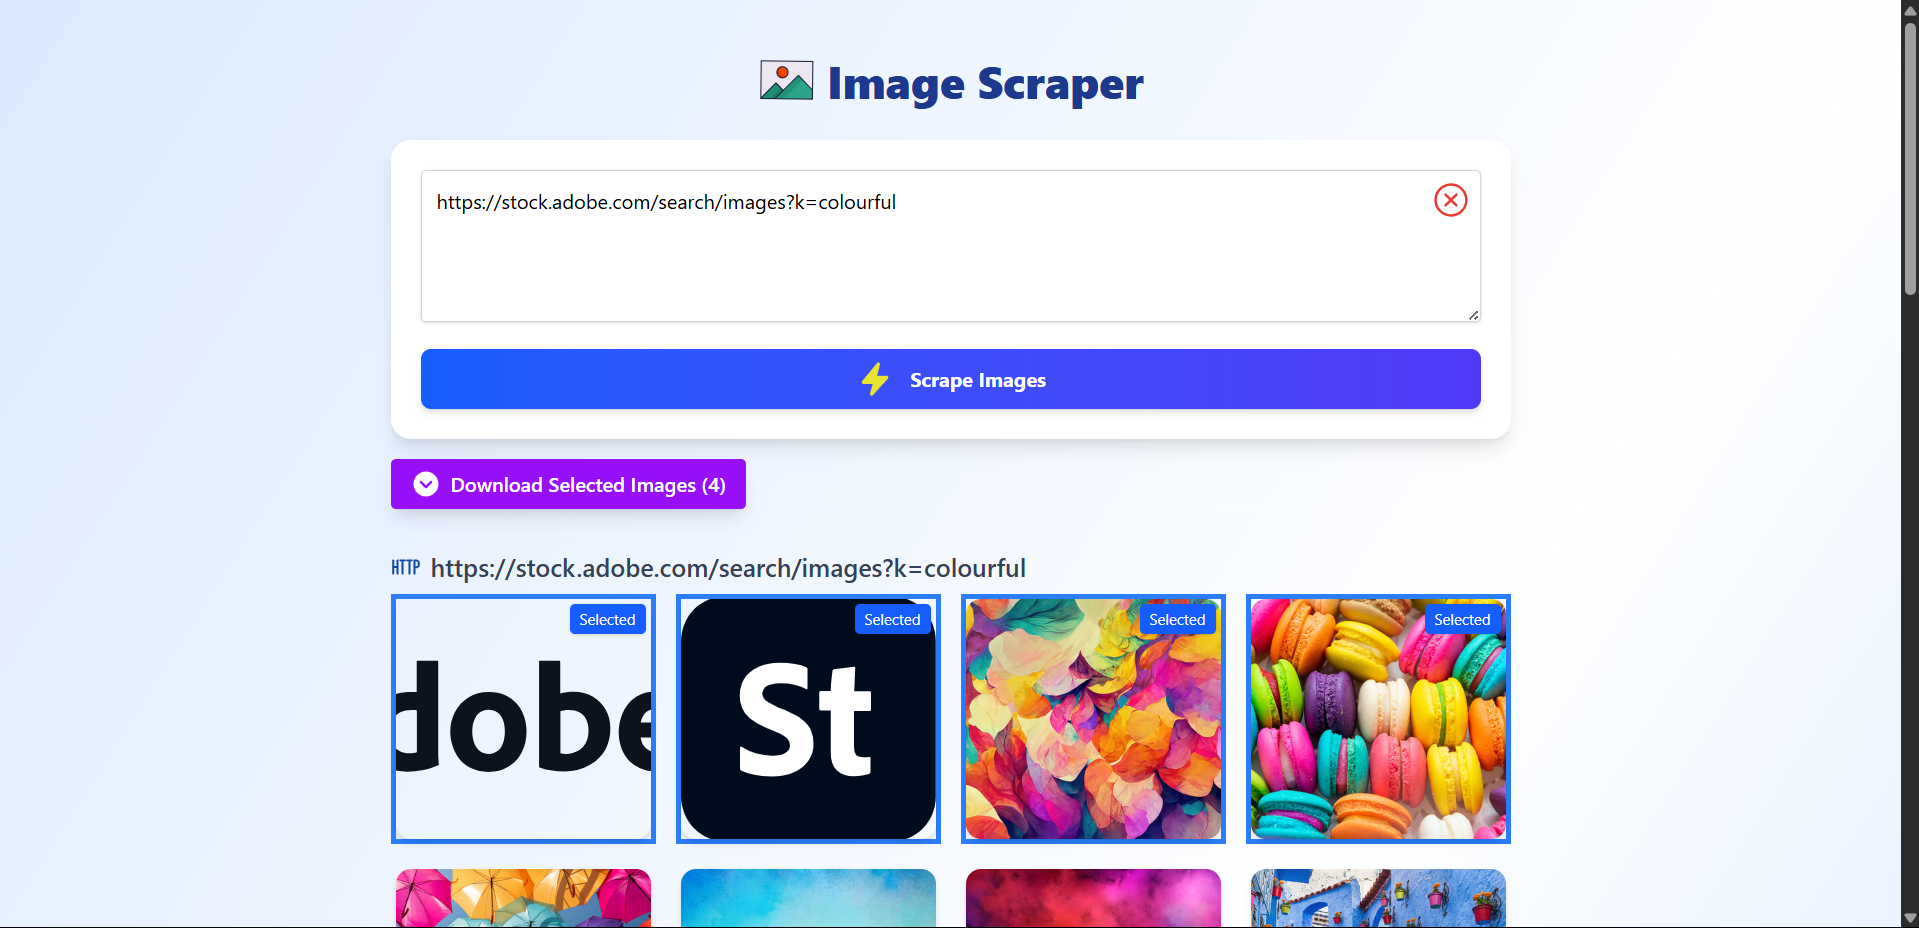 Image Scraper
https://stock.adobe.com/search/images?k=colourful
Scrape Images
Download Selected Images (4)
HTTP https://stock.adobe.com/search/images?k=colourful
Selected
Selected
Selected
Selected
dobe
St